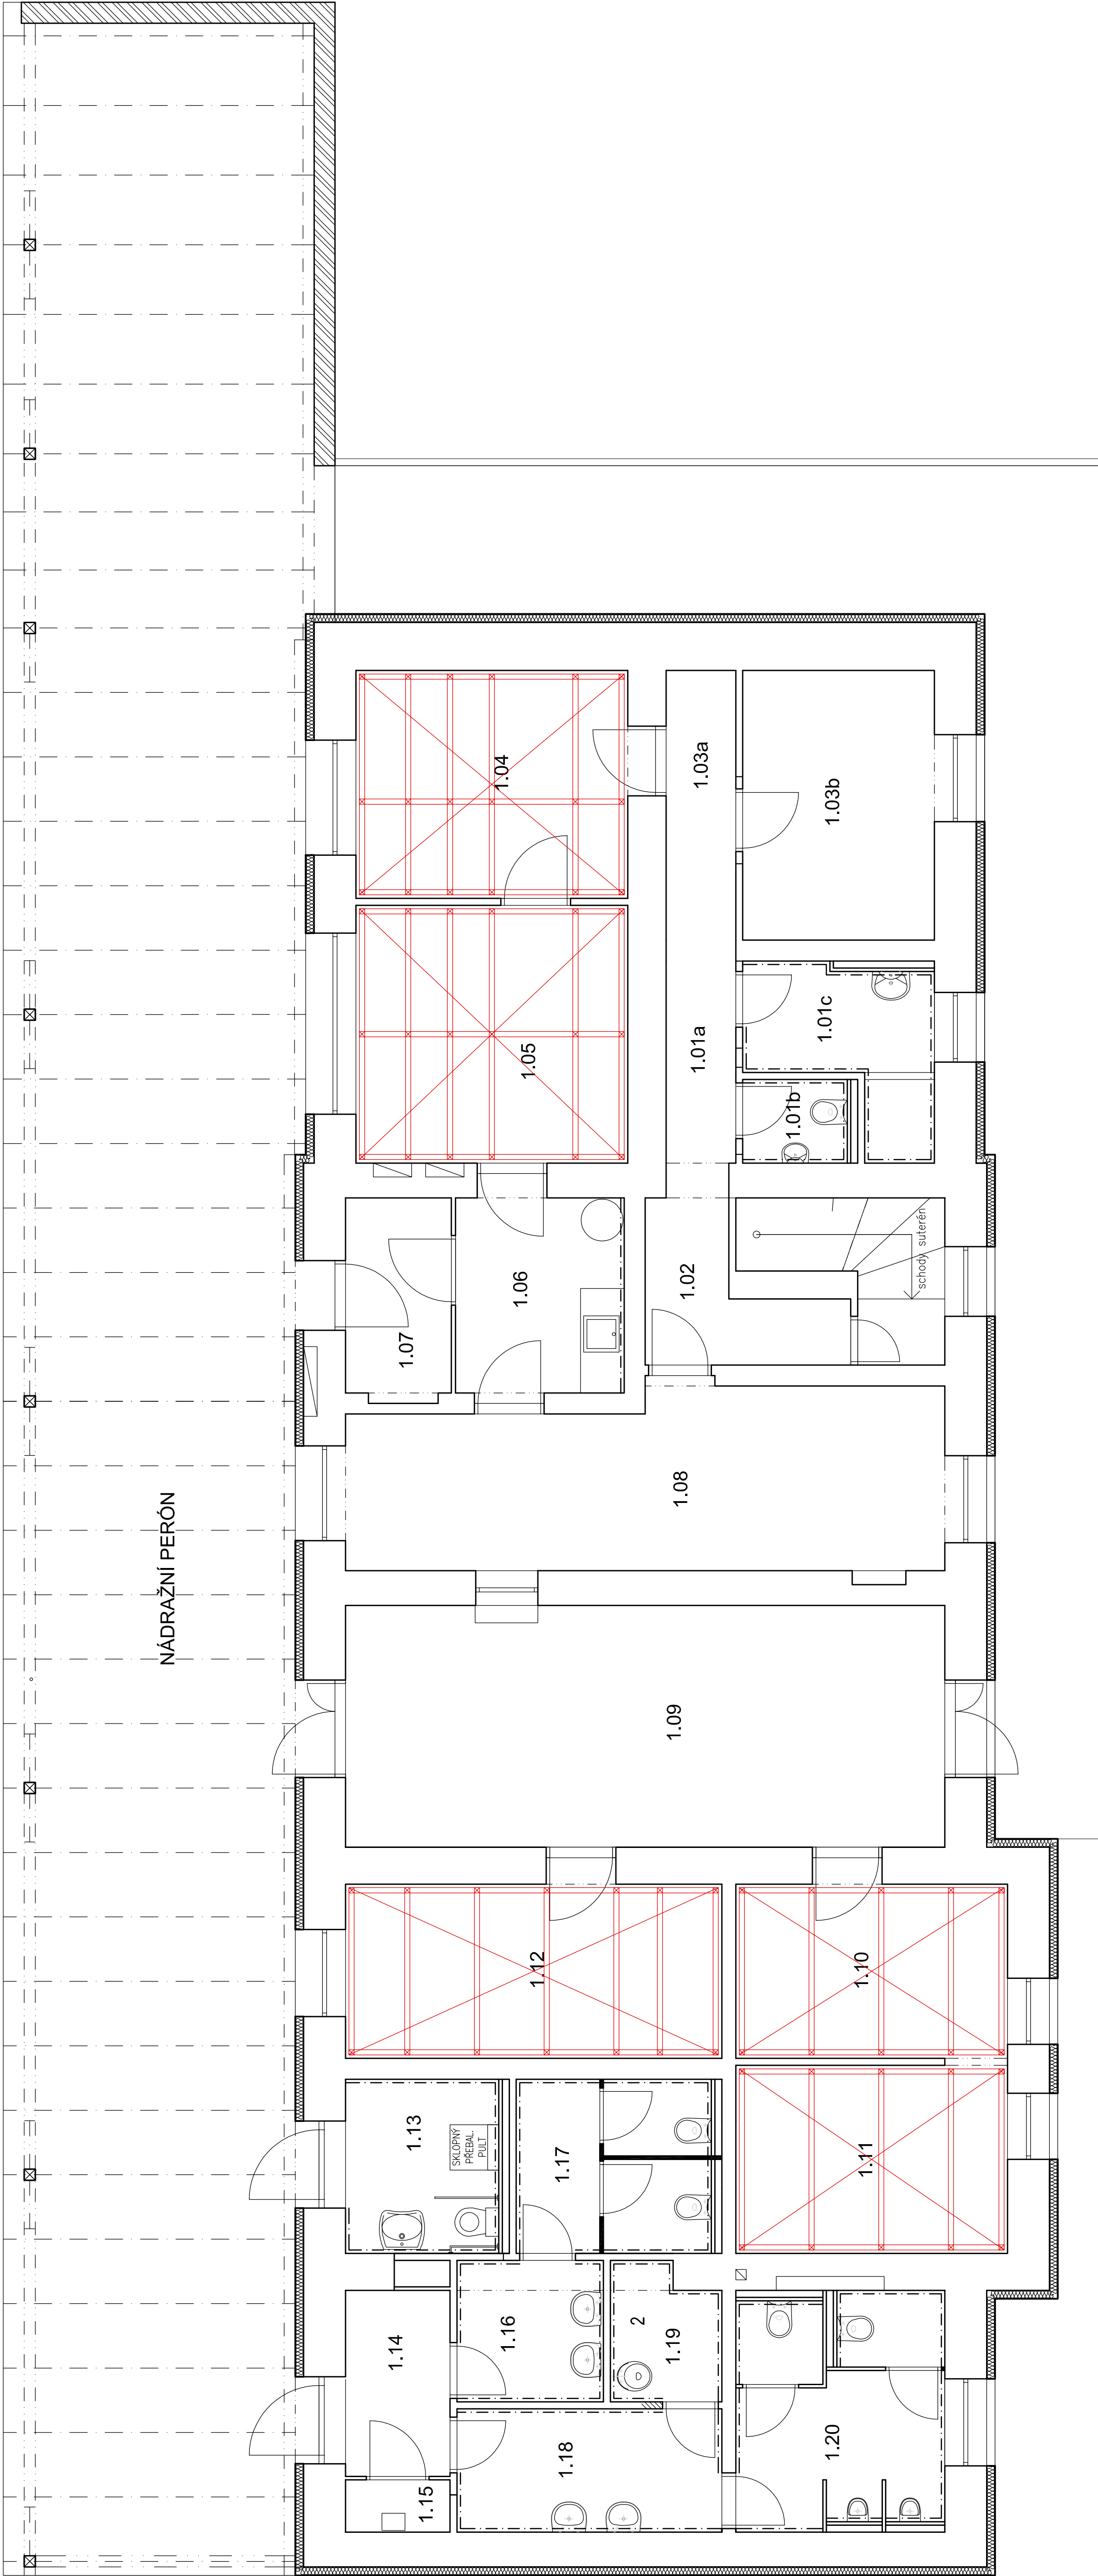 1.04
1.03a
1.03b
1.05
1.01a
1.01c
1.01b
schody suterén
1.06
1.02
1.07
1.08
NÁDRAŽNÍ PERÓN
1.09
1.12
1.10
1.13
SKLOPNÝ
PŘEBAL.
PULT
1.17
1.11
1.14
1.16
2
1.19
1.20
1.18
1.15